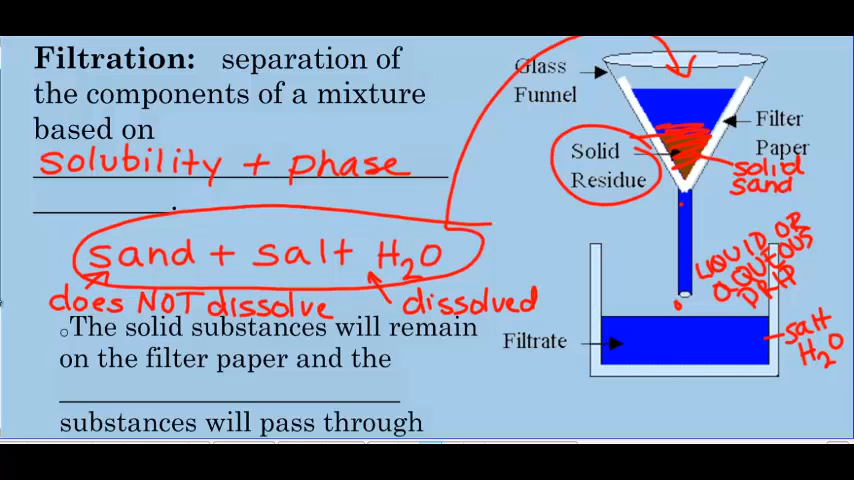 Filtration: separation of
the components of a mixture
based on
solubility + phase
.
sand + salt H2O
does NOT dissolve
dissolved
○The solid substances will remain
on the filter paper and the
substances will pass through
Glass
Funnel
Filter
Paper
Solid
Residue
solid
sand
LIQUID OR
AQUEOUS
DRIP
Filtrate
salt
H2O